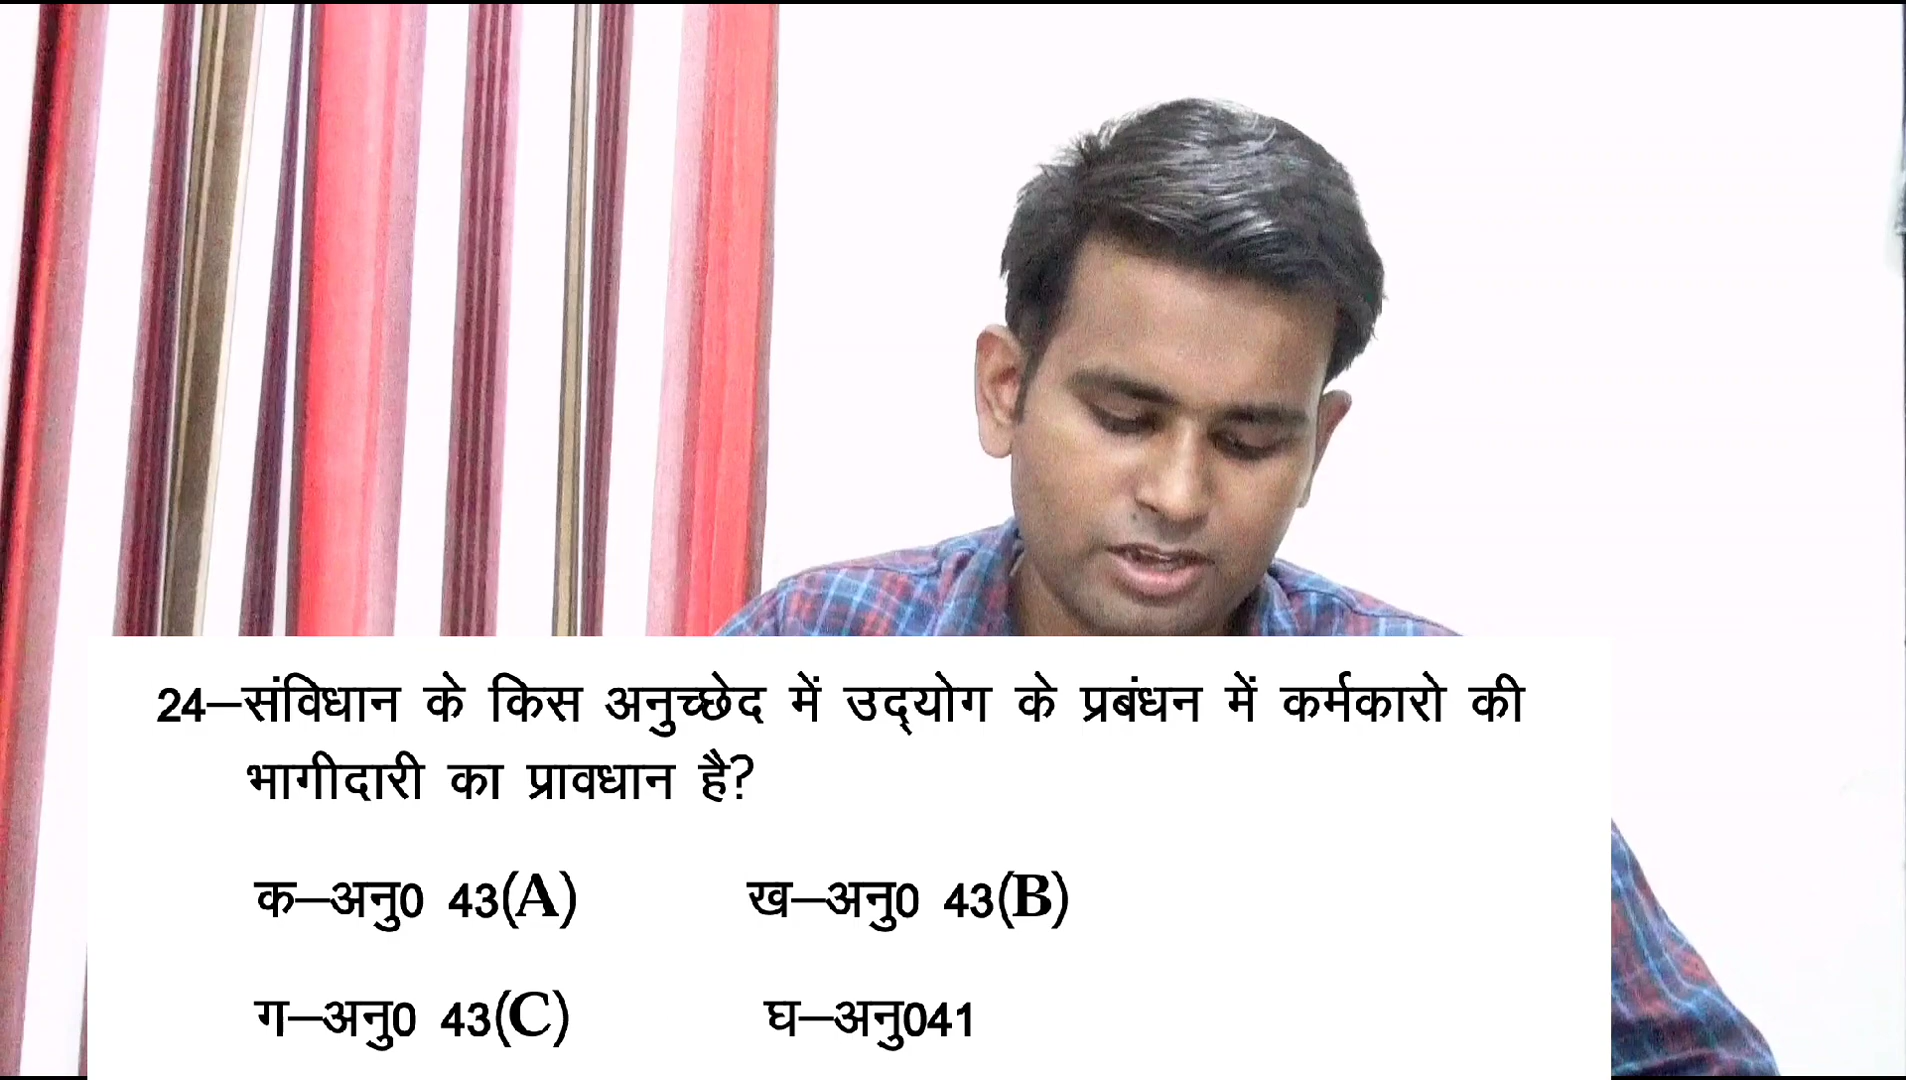 24–संविधान के किस अनुच्छेद में उद्‌योग के प्रबंधन में कर्मकारो की
भागीदारी का प्रावधान है?
क–अनु0 43(A) ख–अनु0 43(B)
ग–अनु0 43(C) घ–अनु041